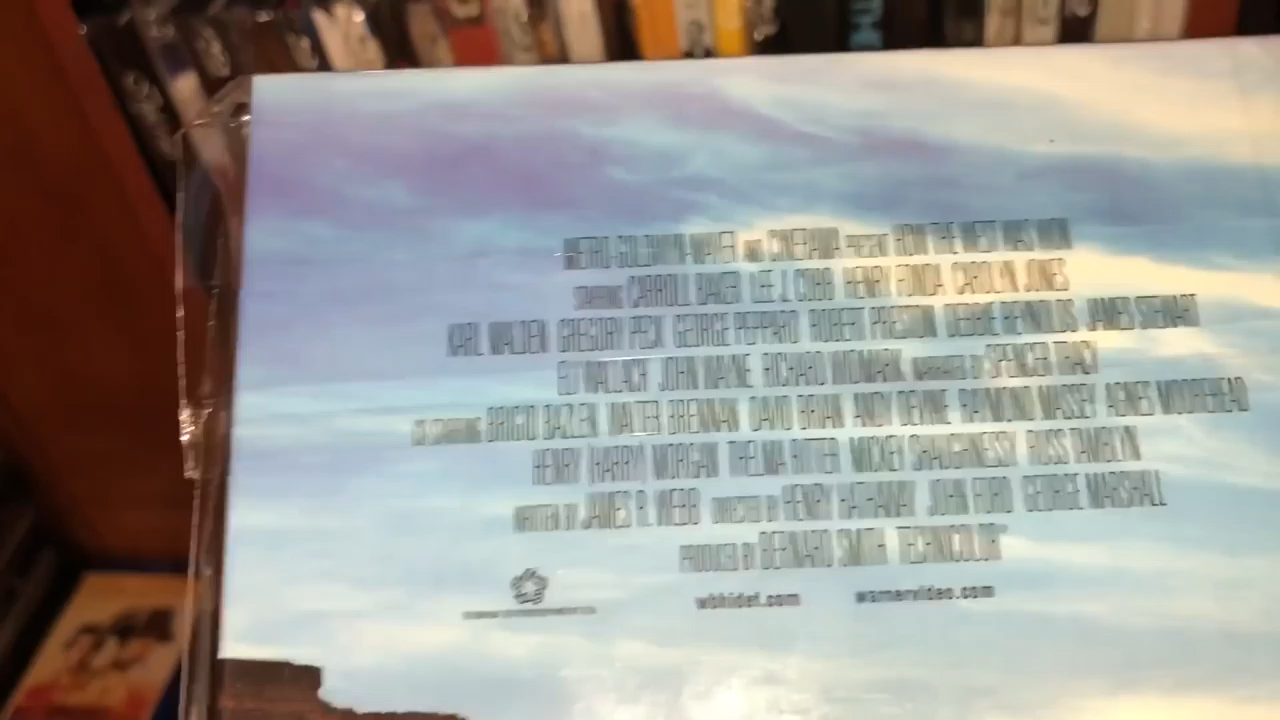 METRO-GOLDWYN-MAYER AND CINERAMA PRESENT HOW THE WEST WAS WON
STARRING CARROLL BAKER LEE J. COBB HENRY FONDA CAROLYN JONES
KARL MALDEN GREGORY PECK GEORGE PEPPARD ROBERT PRESTON DEBBIE REYNOLDS JAMES STEWART
ELI WALLACH JOHN WAYNE RICHARD WIDMARK NARRATED BY SPENCER TRACY
CO-STARRING BRIGID BAZLEN WALTER BRENNAN DAVID BRIAN ANDY DEVINE RAYMOND MASSEY AGNES MOOREHEAD
HENRY (HARRY) MORGAN THELMA RITTER MICKEY SHAUGHNESSY RUSS TAMBLYN
WRITTEN BY JAMES R. WEBB DIRECTED BY HENRY HATHAWAY JOHN FORD GEORGE MARSHALL
PRODUCED BY BERNARD SMITH TECHNICOLOR
wbhidef.com warnervideo.com